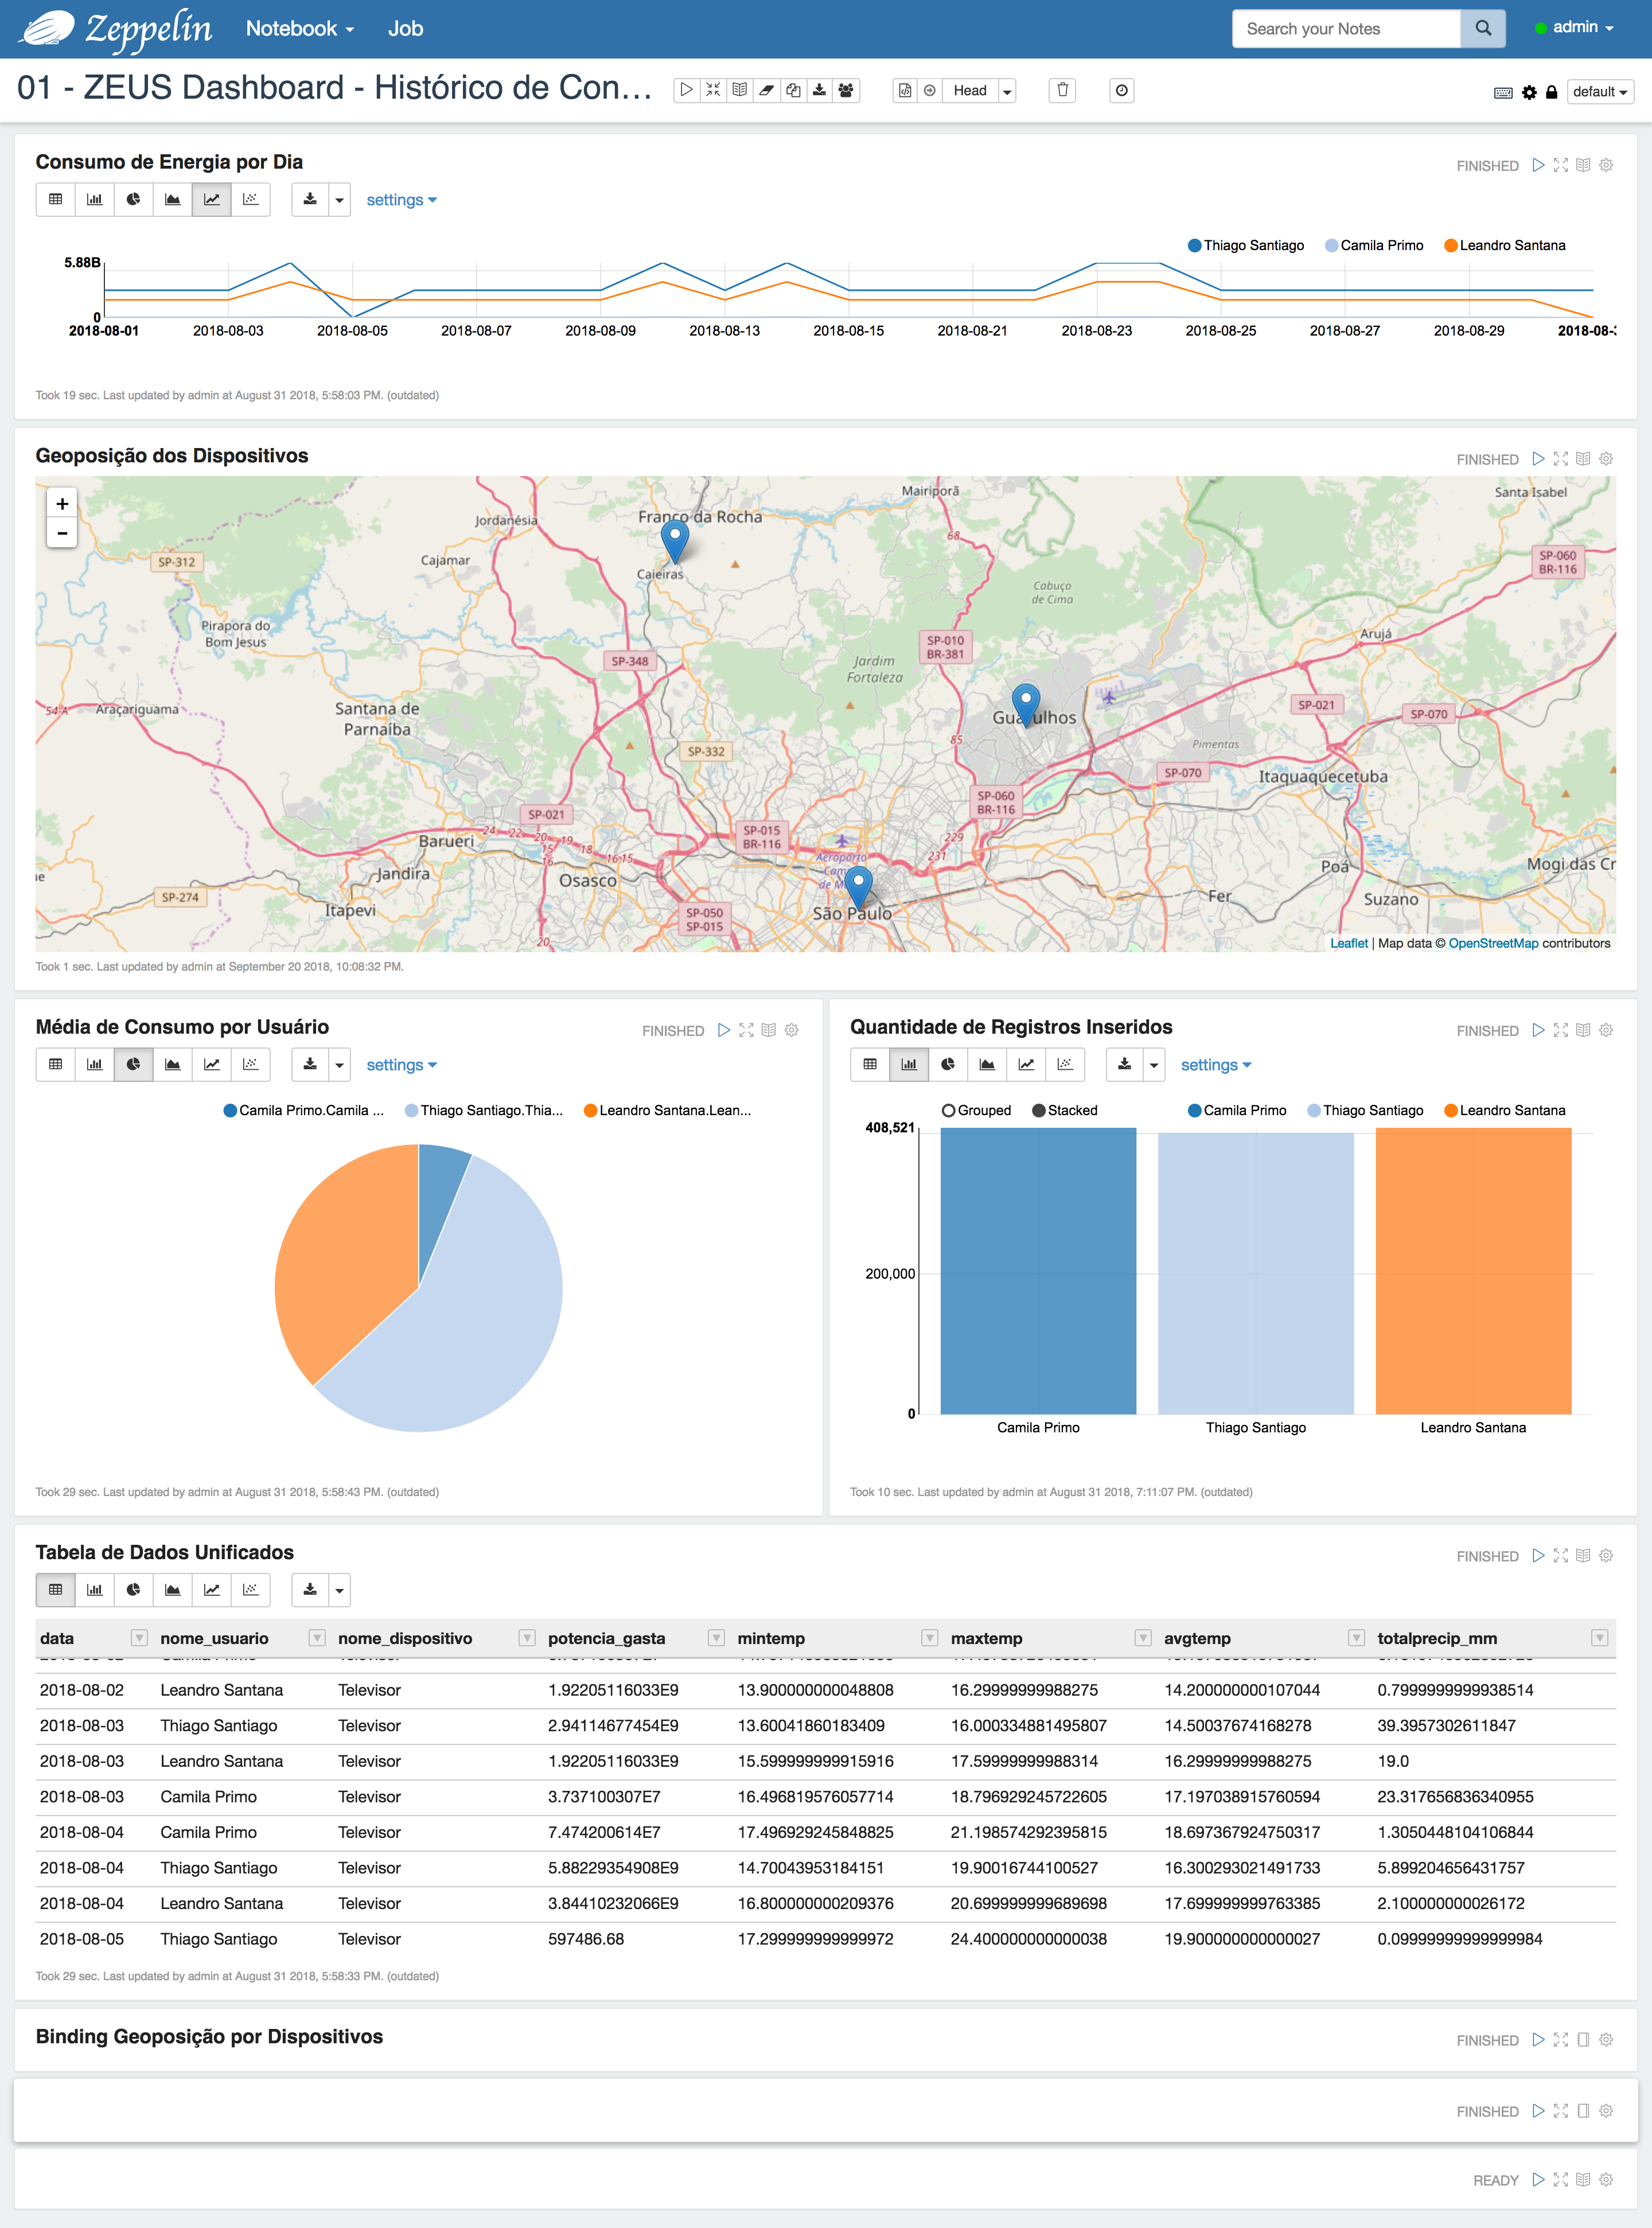 Zeppelin Notebook Job Search your Notes admin
01 - ZEUS Dashboard - Histórico de Con... Head default
Consumo de Energia por Dia FINISHED
settings
Thiago Santiago Camila Primo Leandro Santana
5.88B
0
2018-08-01 2018-08-03 2018-08-05 2018-08-07 2018-08-09 2018-08-13 2018-08-15 2018-08-21 2018-08-23 2018-08-25 2018-08-27 2018-08-29 2018-08-
Took 19 sec. Last updated by admin at August 31 2018, 5:58:03 PM. (outdated)
Geoposição dos Dispositivos FINISHED
+
-
Mairiporã
Santa Isabel
Jordanésia
Franco da Rocha
68
SP-312
Cajamar
SP-060
BR-116
Caieiras
Cabuço
de Cima
Pirapora do
Bom Jesus
Arujá
SP-010
BR-381
SP-348
Jardim
Fortaleza
54-A
Araçariguama
Santana de
Parnaíba
SP-021
SP-070
85
SP-332
Pimentas
SP-070
Itaquaquecetuba
SP-060
BR-116
SP-021
Barueri
24 22 20 19 18
15
16
16-15
SP-015
BR-116
229
231
Jandira
Osasco
Aeroporto
Poá
Mogi das Cr
SP-274
Itapevi
São Paulo
Fer
Suzano
SP-050
SP-015
20
Leaflet | Map data © OpenStreetMap contributors
Took 1 sec. Last updated by admin at September 20 2018, 10:08:32 PM.
Média de Consumo por Usuário FINISHED
settings
Camila Primo.Camila ... Thiago Santiago.Thia... Leandro Santana.Lean...
Took 29 sec. Last updated by admin at August 31 2018, 5:58:43 PM. (outdated)
Quantidade de Registros Inseridos FINISHED
settings
Grouped Stacked Camila Primo Thiago Santiago Leandro Santana
408,521
200,000
0
Camila Primo Thiago Santiago Leandro Santana
Took 10 sec. Last updated by admin at August 31 2018, 7:11:07 PM. (outdated)
Tabela de Dados Unificados FINISHED
data nome_usuario nome_dispositivo potencia_gasta mintemp maxtemp avgtemp totalprecip_mm
2018-08-02 Leandro Santana Televisor 1.92205116033E9 13.900000000048808 16.29999999988275 14.200000000107044 0.7999999999938514
2018-08-03 Thiago Santiago Televisor 2.94114677454E9 13.60041860183409 16.000334881495807 14.50037674168278 39.3957302611847
2018-08-03 Leandro Santana Televisor 1.92205116033E9 15.599999999915916 17.59999999988314 16.29999999988275 19.0
2018-08-03 Camila Primo Televisor 3.737100307E7 16.496819576057714 18.796929245722605 17.197038915760594 23.317656836340955
2018-08-04 Camila Primo Televisor 7.474200614E7 17.496929245848825 21.198574292395815 18.697367924750317 1.3050448104106844
2018-08-04 Thiago Santiago Televisor 5.88229354908E9 14.70043953184151 19.90016744100527 16.300293021491733 5.899204656431757
2018-08-04 Leandro Santana Televisor 3.84410232066E9 16.800000000209376 20.699999999689698 17.699999999763385 2.100000000026172
2018-08-05 Thiago Santiago Televisor 597486.68 17.299999999999972 24.400000000000038 19.900000000000027 0.09999999999999984
Took 29 sec. Last updated by admin at August 31 2018, 5:58:33 PM. (outdated)
Binding Geoposição por Dispositivos FINISHED
FINISHED
READY